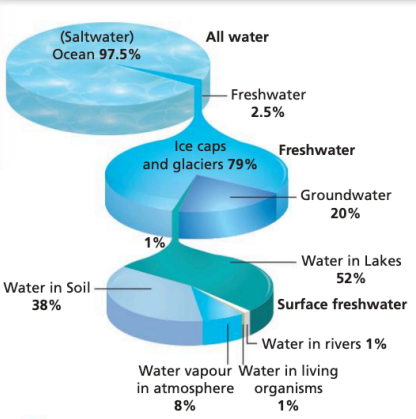 (Saltwater)
Ocean 97.5%
All water
Freshwater
2.5%
Ice caps
and glaciers 79%
Freshwater
Groundwater
20%
1%
Water in Lakes
52%
Water in Soil
38%
Surface freshwater
Water in rivers 1%
Water vapour
in atmosphere
8%
Water in living
organisms
1%